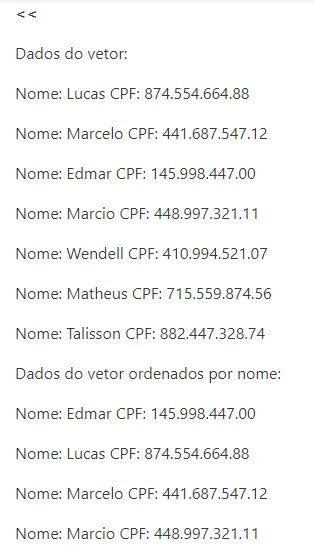 <<
Dados do vetor:
Nome: Lucas CPF: 874.554.664.88
Nome: Marcelo CPF: 441.687.547.12
Nome: Edmar CPF: 145.998.447.00
Nome: Marcio CPF: 448.997.321.11
Nome: Wendell CPF: 410.994.521.07
Nome: Matheus CPF: 715.559.874.56
Nome: Talisson CPF: 882.447.328.74
Dados do vetor ordenados por nome:
Nome: Edmar CPF: 145.998.447.00
Nome: Lucas CPF: 874.554.664.88
Nome: Marcelo CPF: 441.687.547.12
Nome: Marcio CPF: 448.997.321.11